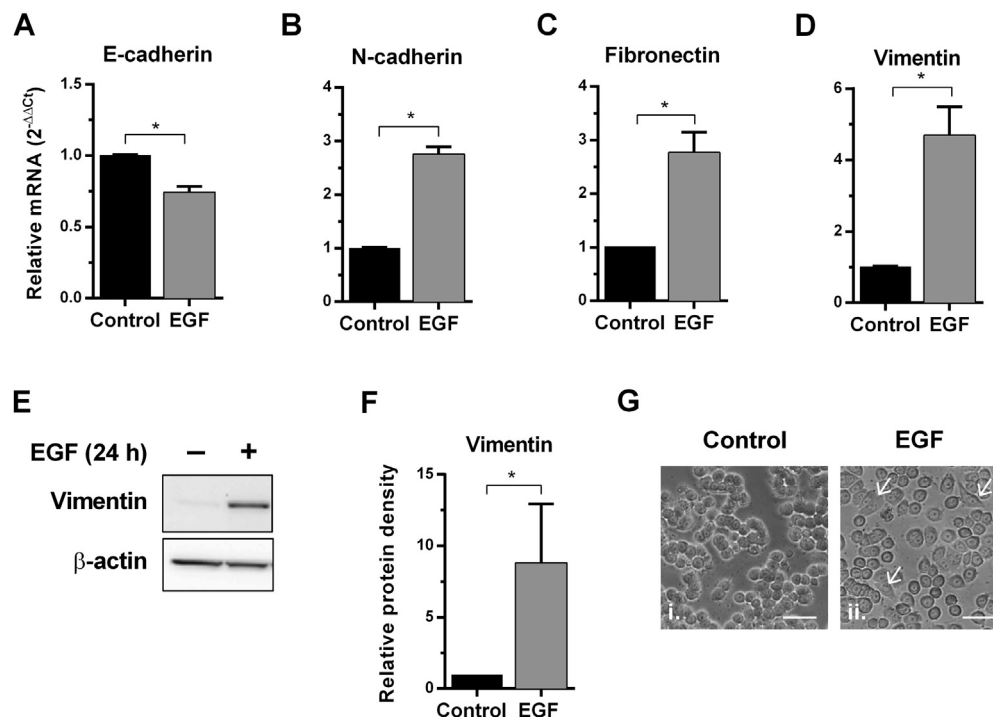 A
E-cadherin
Relative mRNA (2^-ΔΔCt)
1.5
1.0
0.5
0.0
*
Control EGF
B
N-cadherin
4
3
2
1
0
*
Control EGF
C
Fibronectin
4
3
2
1
0
*
Control EGF
D
Vimentin
6
4
2
0
*
Control EGF
E
EGF (24 h) – +
Vimentin
β-actin
F
Vimentin
Relative protein density
15
10
5
0
*
Control EGF
G
Control EGF
i. ii.